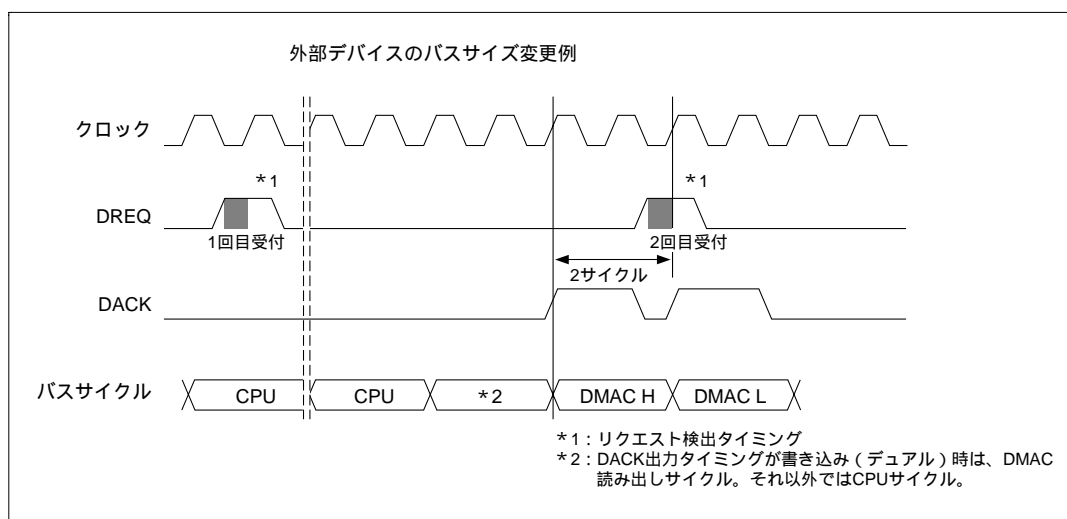 外部デバイスのバスサイズ変更例
クロック
*1
*1
DREQ
1回目受付
2回目受付
2サイクル
DACK
バスサイクル
CPU
CPU
*2
DMAC H
DMAC L
*1：リクエスト検出タイミング
*2：DACK出力タイミングが書き込み（デュアル）時は、DMAC
読み出しサイクル。それ以外ではCPUサイクル。